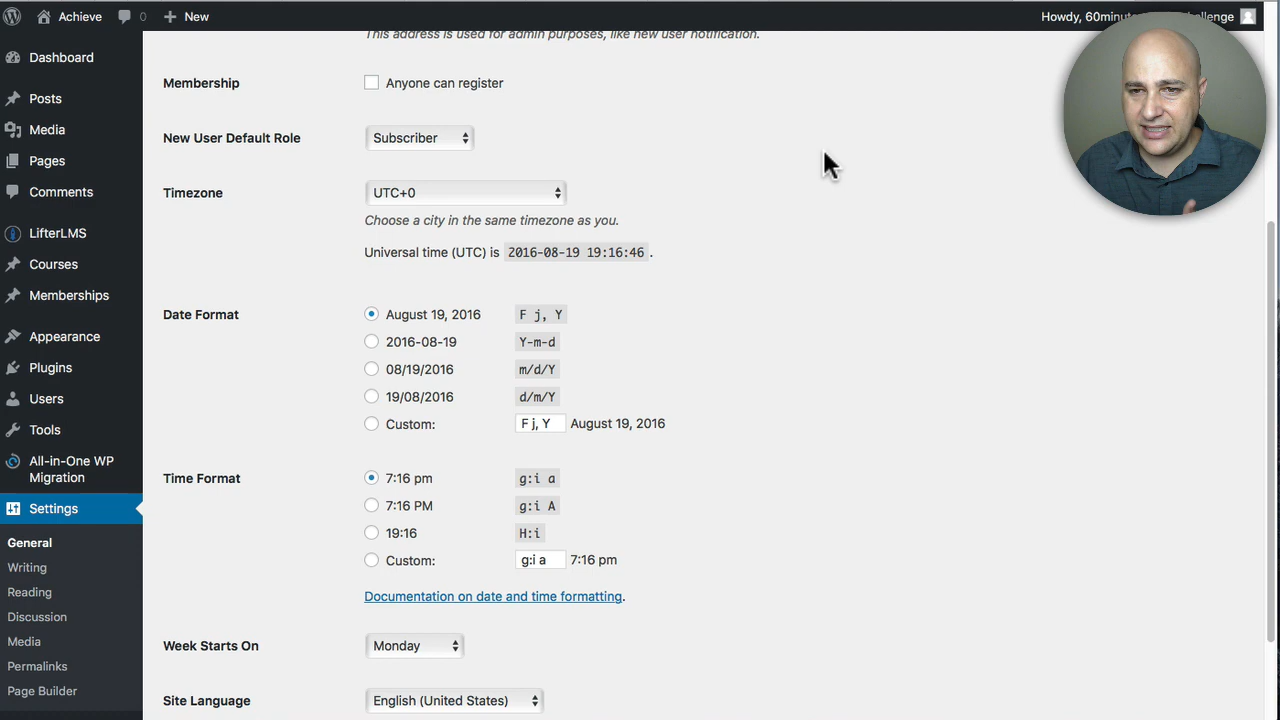 Achieve 0 New Howdy, 60minute llenge
This address is used for admin purposes, like new user notification.
Dashboard
Posts
Media
Pages
Comments
LifterLMS
Courses
Memberships
Appearance
Plugins
Users
Tools
All-in-One WP
Migration
Settings
General
Writing
Reading
Discussion
Media
Permalinks
Page Builder
Membership Anyone can register
New User Default Role Subscriber
Timezone UTC+0
Choose a city in the same timezone as you.
Universal time (UTC) is 2016-08-19 19:16:46 .
Date Format August 19, 2016 F j, Y
2016-08-19 Y-m-d
08/19/2016 m/d/Y
19/08/2016 d/m/Y
Custom: F j, Y August 19, 2016
Time Format 7:16 pm g:i a
7:16 PM g:i A
19:16 H:i
Custom: g:i a 7:16 pm
Documentation on date and time formatting.
Week Starts On Monday
Site Language English (United States)